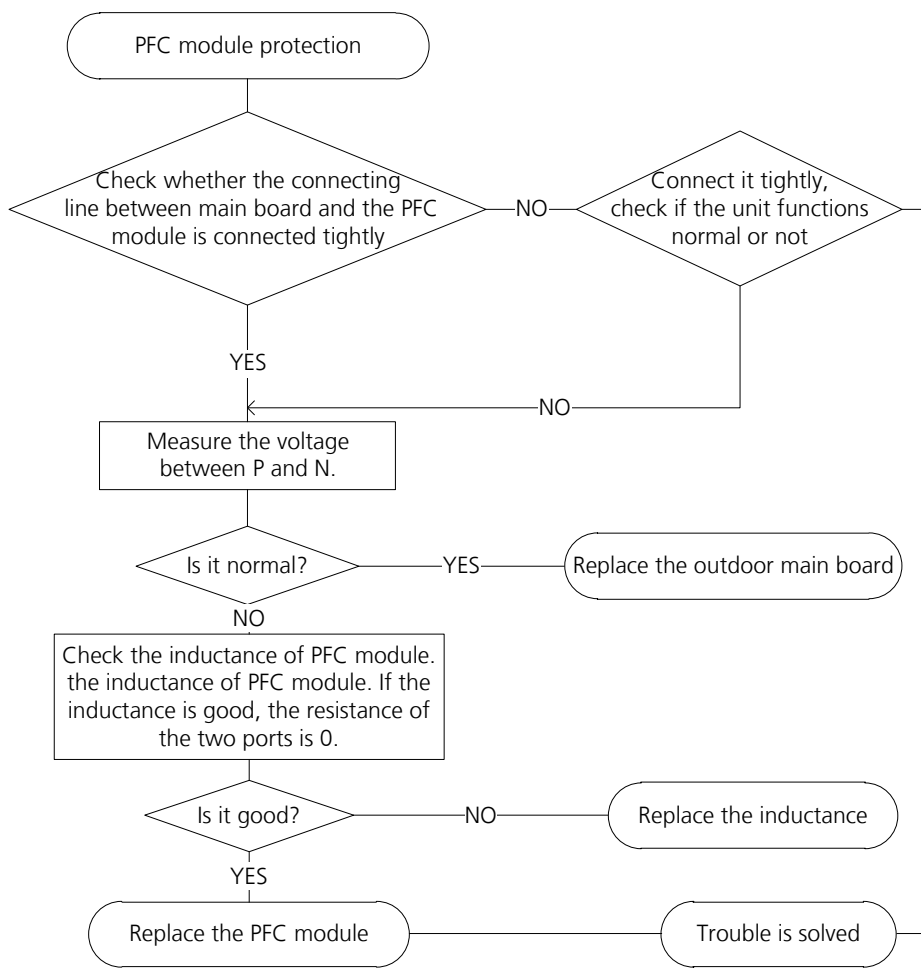 PFC module protection
Check whether the connecting
line between main board and the PFC
module is connected tightly
NO
Connect it tightly,
check if the unit functions
normal or not
YES
NO
Measure the voltage
between P and N.
Is it normal?
YES
Replace the outdoor main board
NO
Check the inductance of PFC module.
the inductance of PFC module. If the
inductance is good, the resistance of
the two ports is 0.
Is it good?
NO
Replace the inductance
YES
Replace the PFC module
Trouble is solved